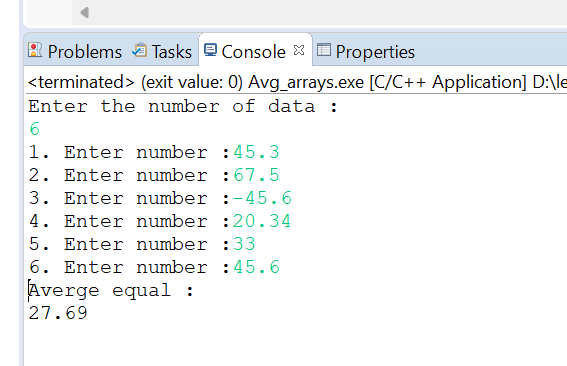 Problems Tasks Console Properties
<terminated> (exit value: 0) Avg_arrays.exe [C/C++ Application] D:\le
Enter the number of data :
6
1. Enter number :45.3
2. Enter number :67.5
3. Enter number :-45.6
4. Enter number :20.34
5. Enter number :33
6. Enter number :45.6
Averge equal :
27.69